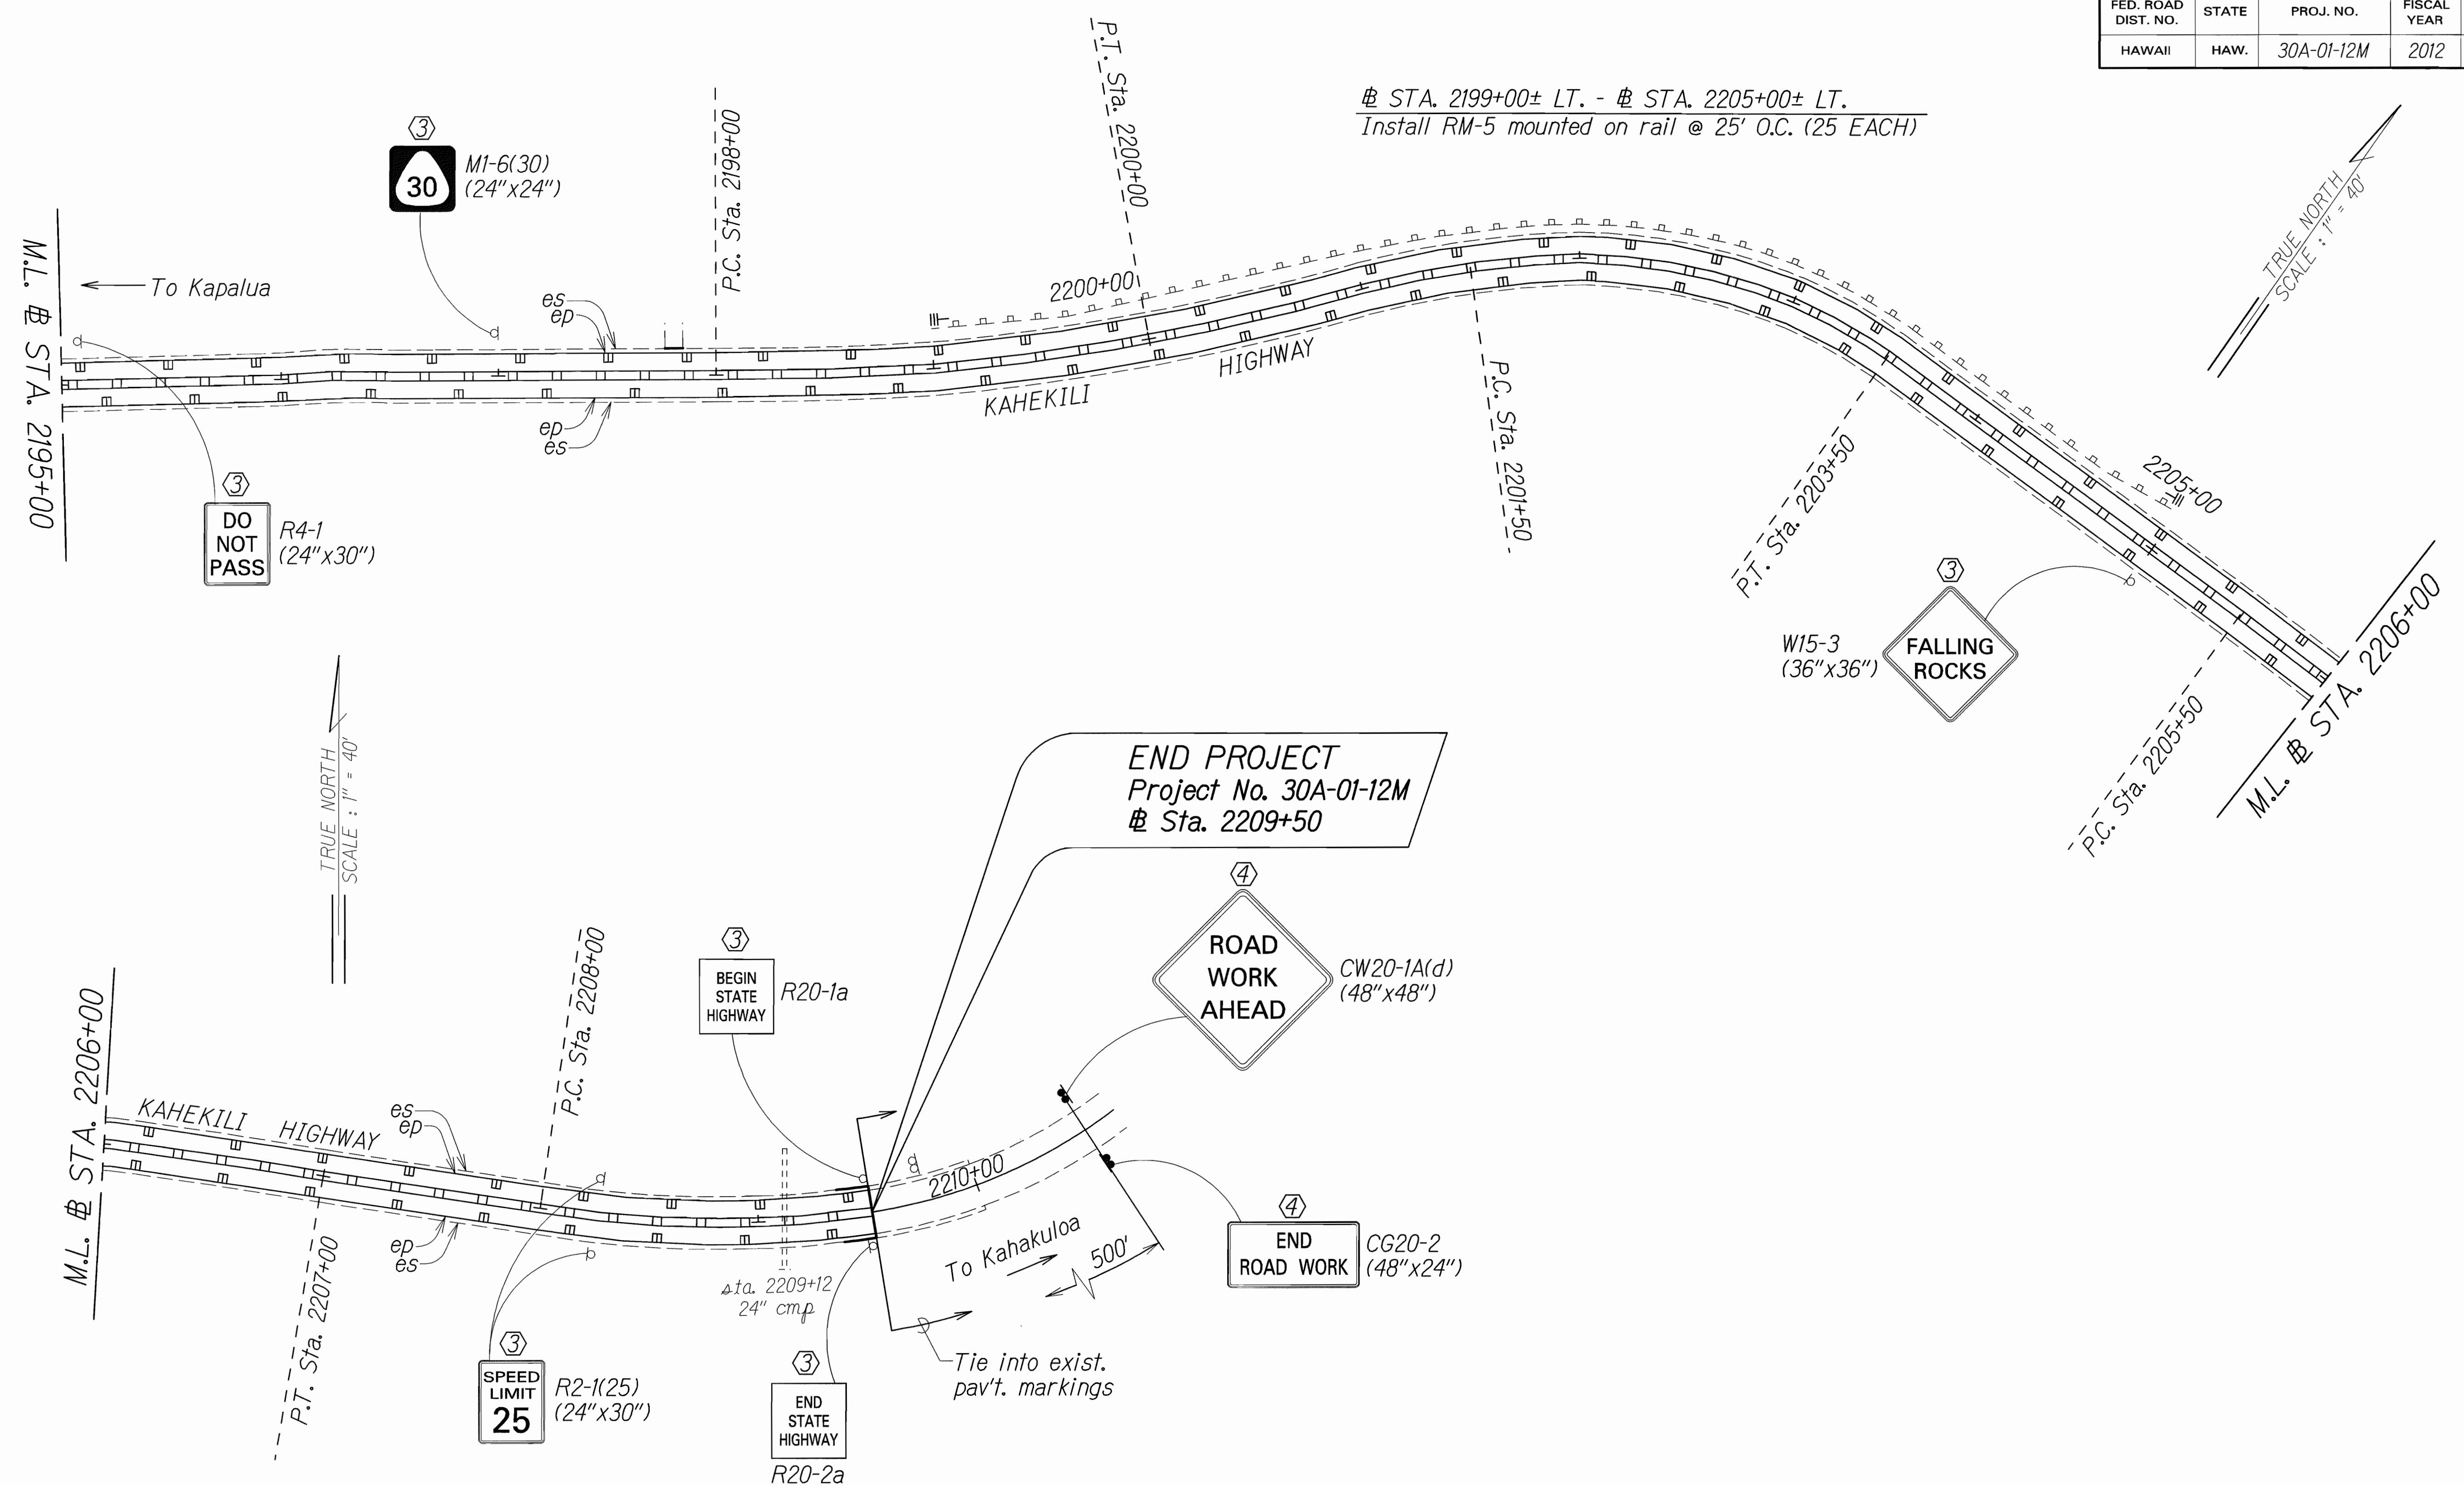 FED. ROAD DIST. NO.
STATE
PROJ. NO.
FISCAL YEAR
HAWAII
HAW.
30A-01-12M
2012
℄ STA. 2199+00± LT. - ℄ STA. 2205+00± LT.
Install RM-5 mounted on rail @ 25' O.C. (25 EACH)
TRUE NORTH
SCALE : 1" = 40'
M.L. ℄ STA. 2195+00
To Kapalua
3
30
M1-6(30)
(24"x24")
P.C. Sta. 2198+00
P.T. Sta. 2200+00
es
ep
2200+00
KAHEKILI
HIGHWAY
ep
es
3
DO
NOT
PASS
R4-1
(24"x30")
P.C. Sta. 2201+50
P.T. Sta. 2203+50
2205+00
3
FALLING
ROCKS
W15-3
(36"x36")
P.C. Sta. 2205+50
M.L. ℄ STA. 2206+00
TRUE NORTH
SCALE : 1" = 40'
END PROJECT
Project No. 30A-01-12M
℄ Sta. 2209+50
M.L. ℄ STA. 2206+00
KAHEKILI
HIGHWAY
es
ep
ep
es
P.T. Sta. 2207+00
P.C. Sta. 2208+00
3
BEGIN
STATE
HIGHWAY
R20-1a
4
ROAD
WORK
AHEAD
CW20-1A(d)
(48"x48")
2210+00
To Kahakuloa
500'
4
END
ROAD WORK
CG20-2
(48"x24")
sta. 2209+12
24" cmp
Tie into exist.
pav't. markings
3
SPEED
LIMIT
25
R2-1(25)
(24"x30")
3
END
STATE
HIGHWAY
R20-2a